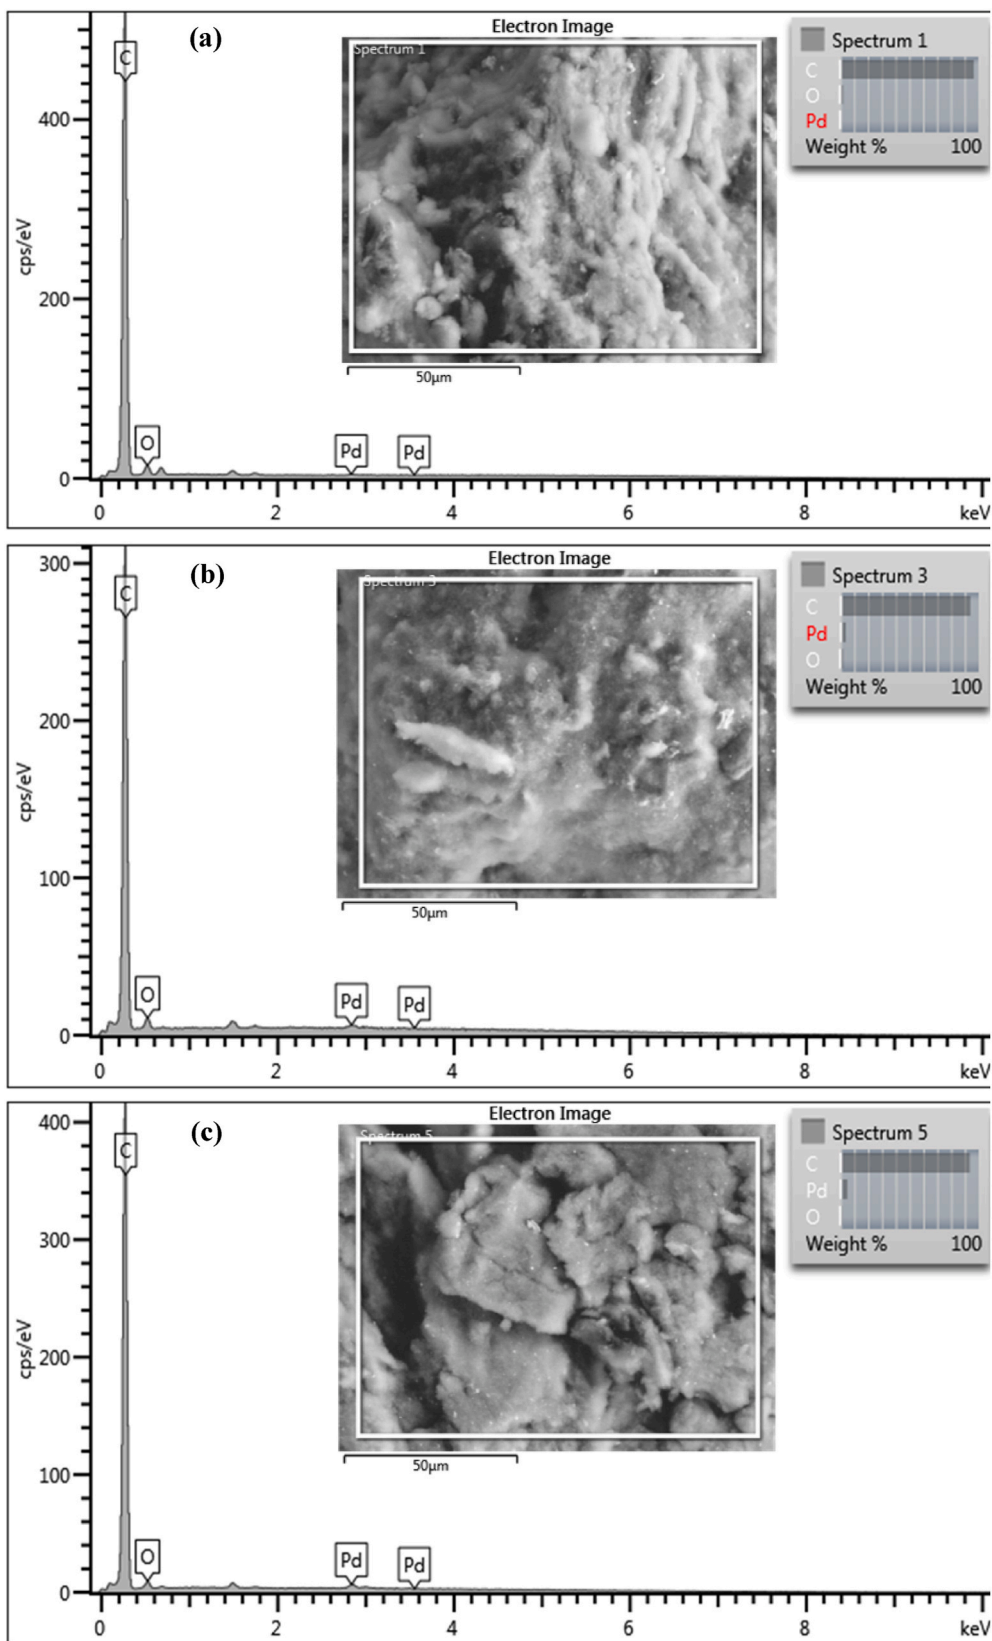 (a)
Electron Image
Spectrum 1
50µm
Spectrum 1
C
O
Pd
Weight % 100
cps/eV
400
200
0
C
O
Pd
Pd
0 2 4 6 8 keV
(b)
Electron Image
Spectrum 3
50µm
Spectrum 3
C
Pd
O
Weight % 100
cps/eV
300
200
100
0
C
O
Pd
Pd
0 2 4 6 8 keV
(c)
Electron Image
Spectrum 5
50µm
Spectrum 5
C
Pd
O
Weight % 100
cps/eV
400
300
200
100
0
C
O
Pd
Pd
0 2 4 6 8 keV